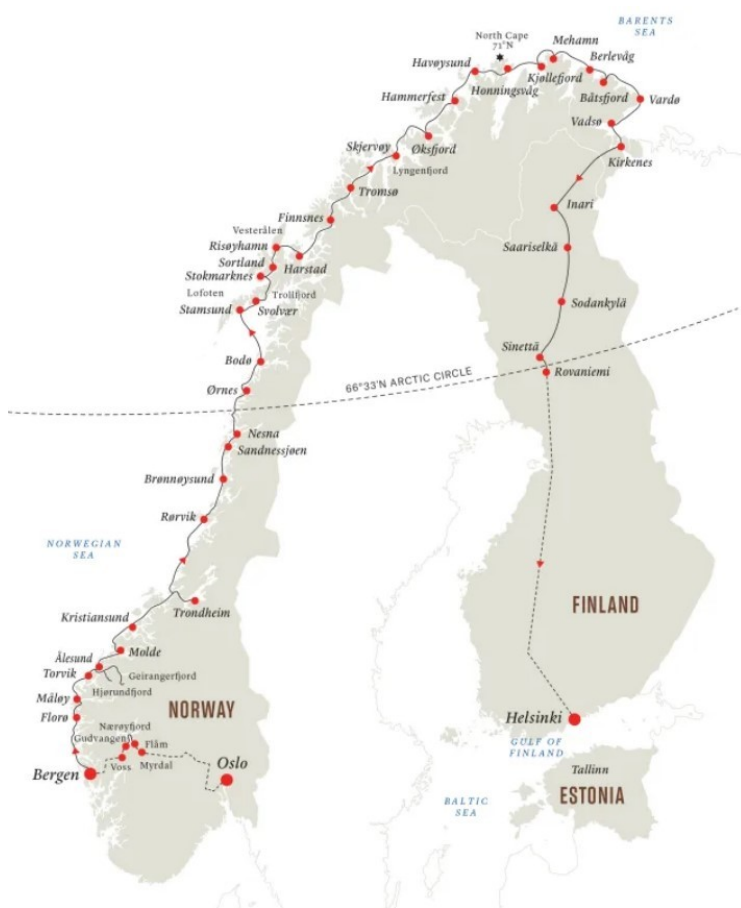 BARENTS
SEA
North Cape
71°N
Mehamn
Havøysund
Berlevåg
Kjøllefjord
Honningsvåg
Hammerfest
Båtsfjord
Vardø
Vadsø
Skjervøy
Øksfjord
Kirkenes
Lyngenfjord
Tromsø
Inari
Finnsnes
Vesterålen
Risøyhamn
Saariselkä
Sortland
Harstad
Stokmarknes
Lofoten
Trollfjord
Stamsund
Svolvær
Sodankylä
Sinettä
Bodø
66°33'N ARCTIC CIRCLE
Rovaniemi
Ørnes
Nesna
Sandnessjøen
Brønnøysund
Rørvik
NORWEGIAN
SEA
Trondheim
FINLAND
Kristiansund
Molde
Ålesund
Torvik
Geirangerfjord
Hjørundfjord
Måløy
NORWAY
Florø
Helsinki
Nærøyfjord
Gudvangen
Flåm
GULF OF
FINLAND
Voss
Myrdal
Oslo
Bergen
Tallinn
ESTONIA
BALTIC
SEA